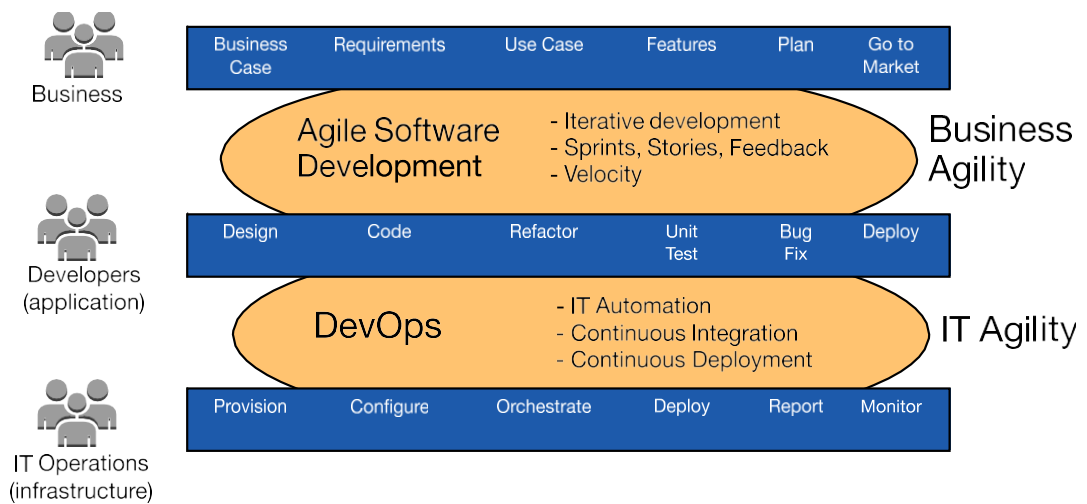 Business
Case
Requirements
Use Case
Features
Plan
Go to
Market
Business
Agile Software
Development
- Iterative development
- Sprints, Stories, Feedback
- Velocity
Business
Agility
Design
Code
Refactor
Unit
Test
Bug
Fix
Deploy
Developers
(application)
DevOps
- IT Automation
- Continuous Integration
- Continuous Deployment
IT Agility
Provision
Configure
Orchestrate
Deploy
Report
Monitor
IT Operations
(infrastructure)